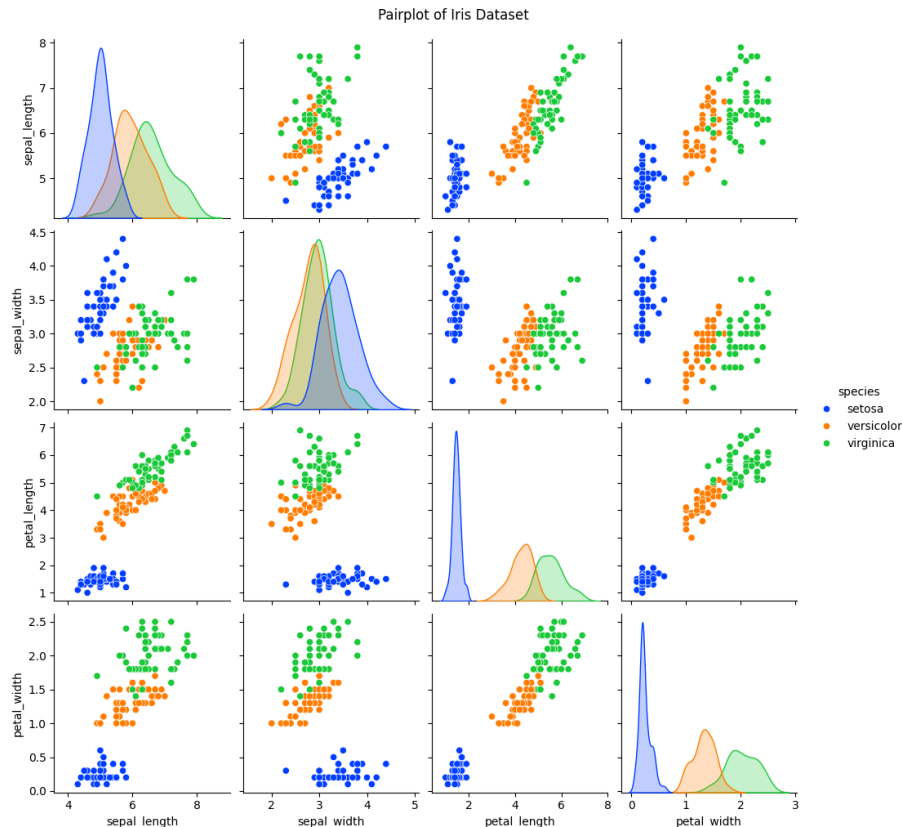 Pairplot of Iris Dataset
8
7
6
5
sepal_length
4.5
4.0
3.5
3.0
2.5
2.0
sepal_width
species
setosa
versicolor
virginica
7
6
5
4
3
2
1
petal_length
2.5
2.0
1.5
1.0
0.5
0.0
petal_width
4 6 8
2 3 4 5
2 4 6 8
0 1 2 3
sepal_length sepal_width petal_length petal_width